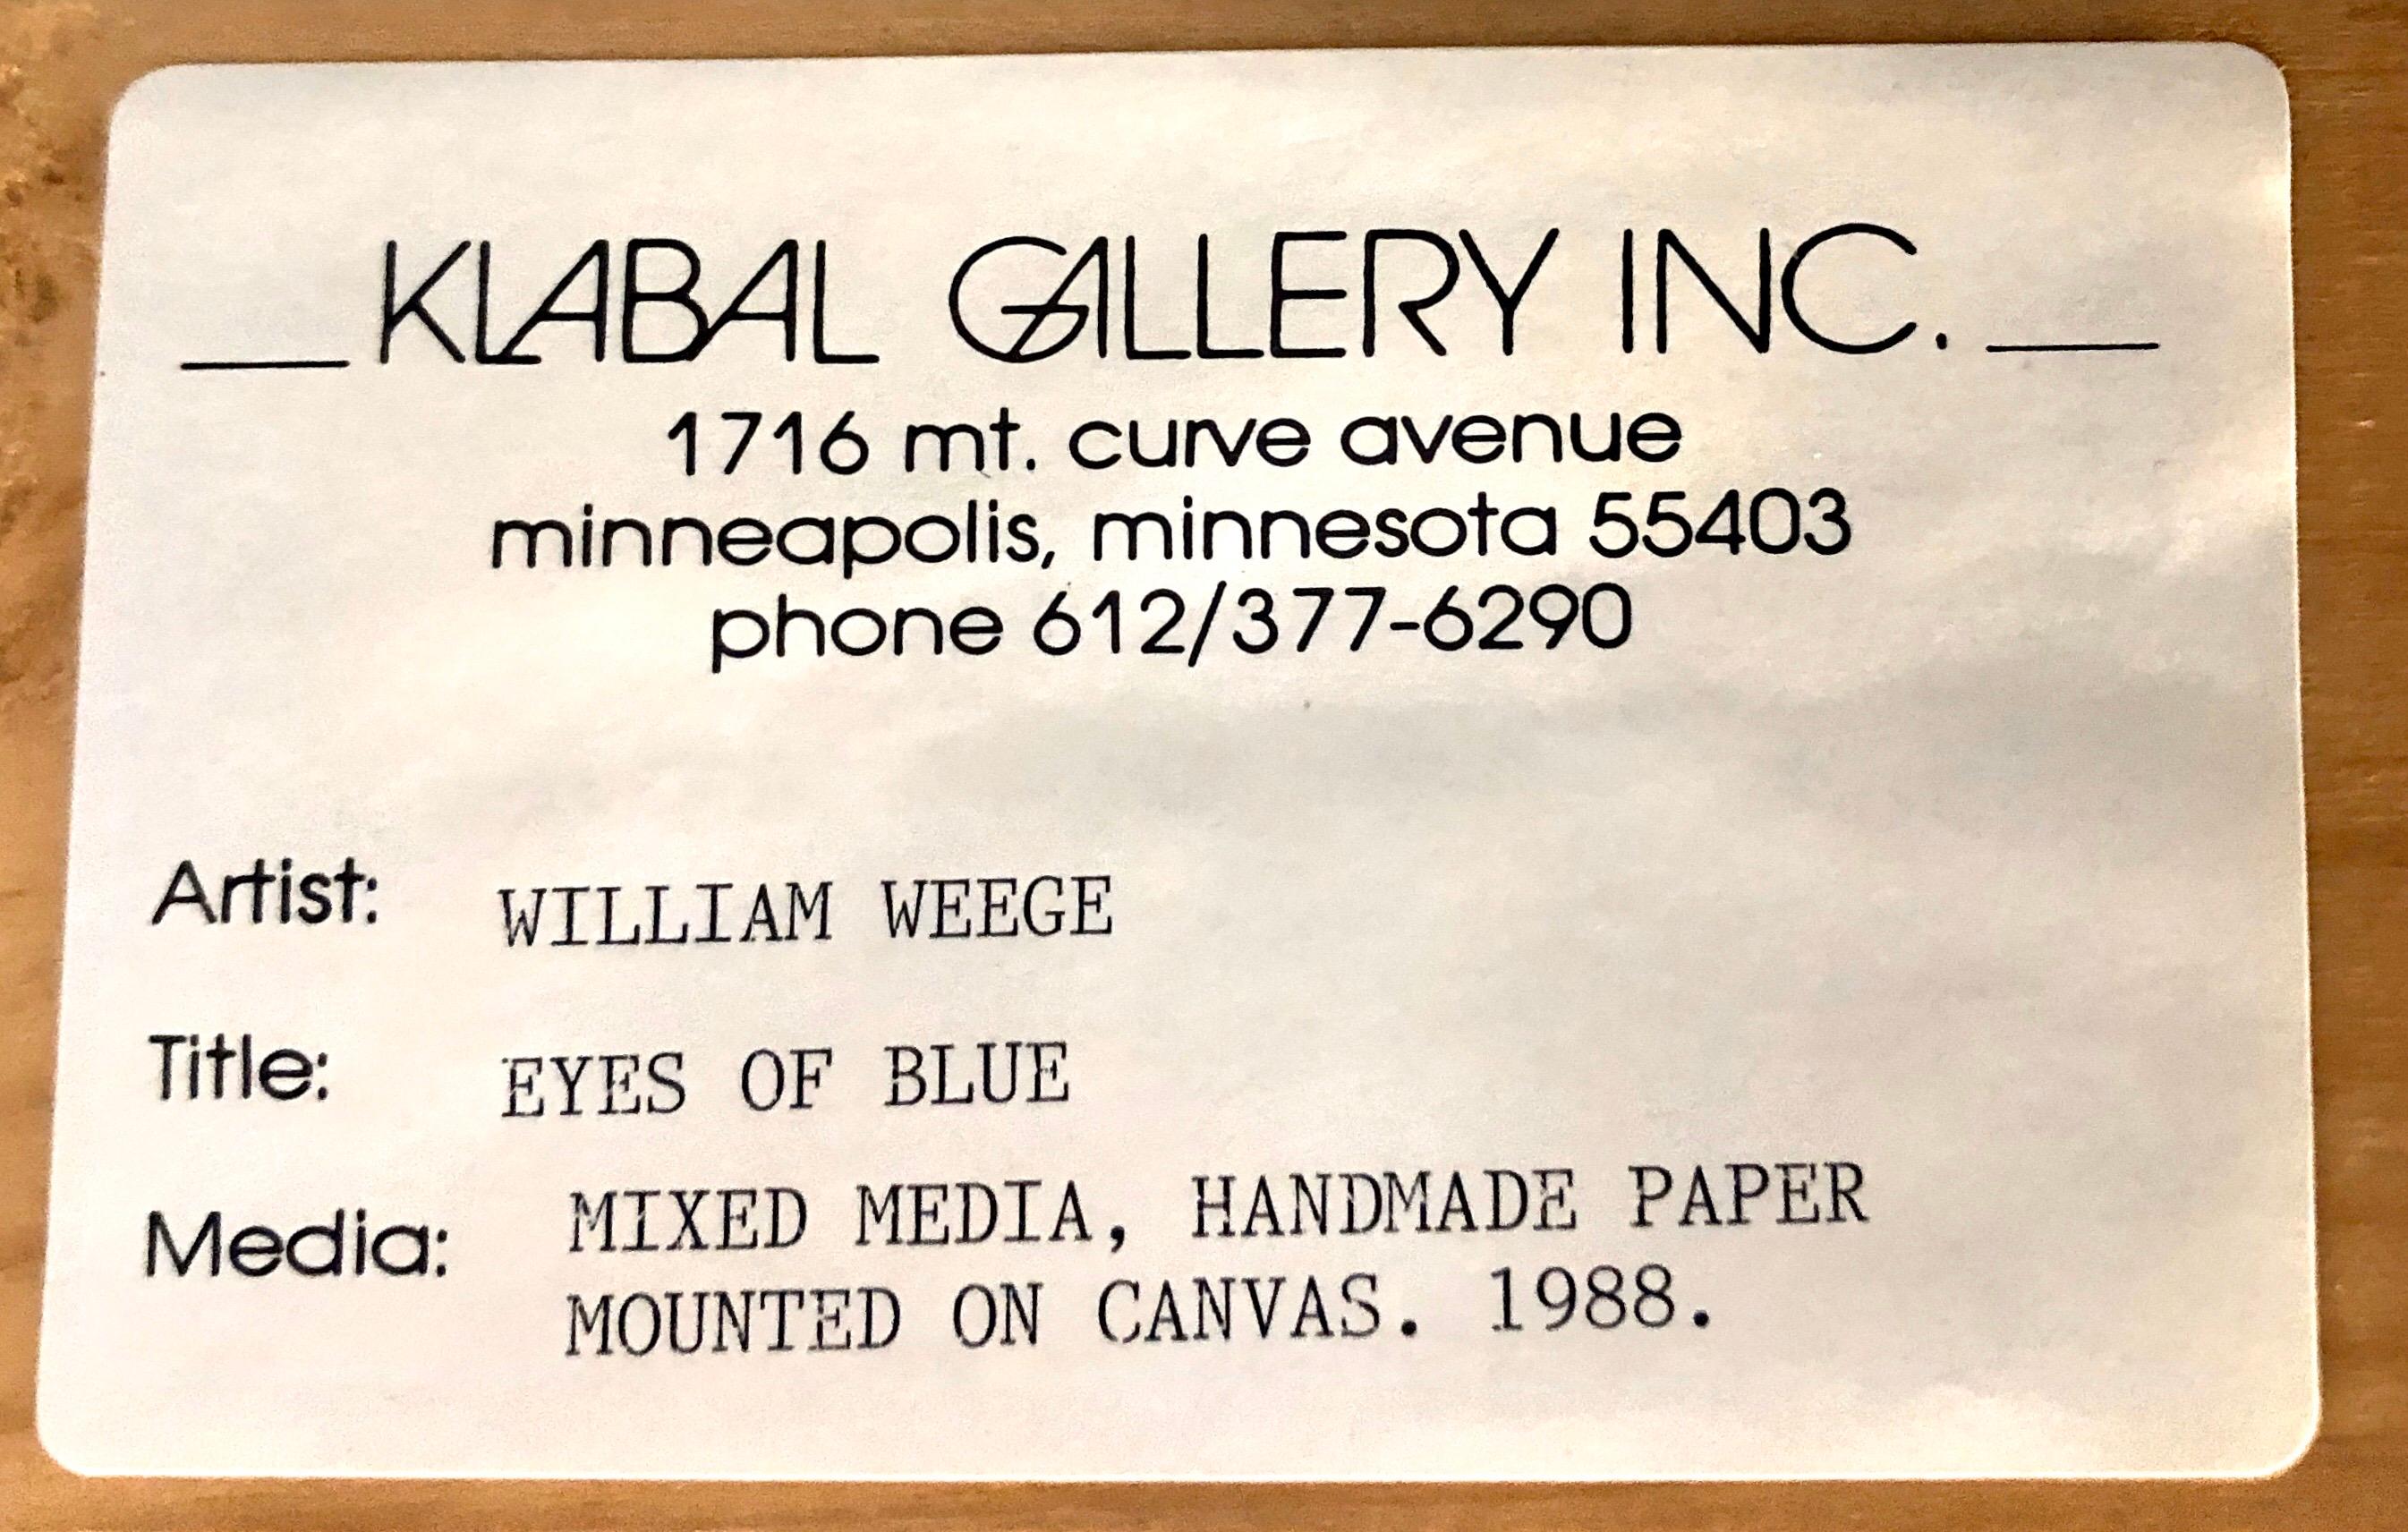 KLABAL GALLERY INC.
1716 mt. curve avenue
minneapolis, minnesota 55403
phone 612/377-6290
Artist: WILLIAM WEEGE
Title: EYES OF BLUE
Media: MIXED MEDIA, HANDMADE PAPER
MOUNTED ON CANVAS. 1988.